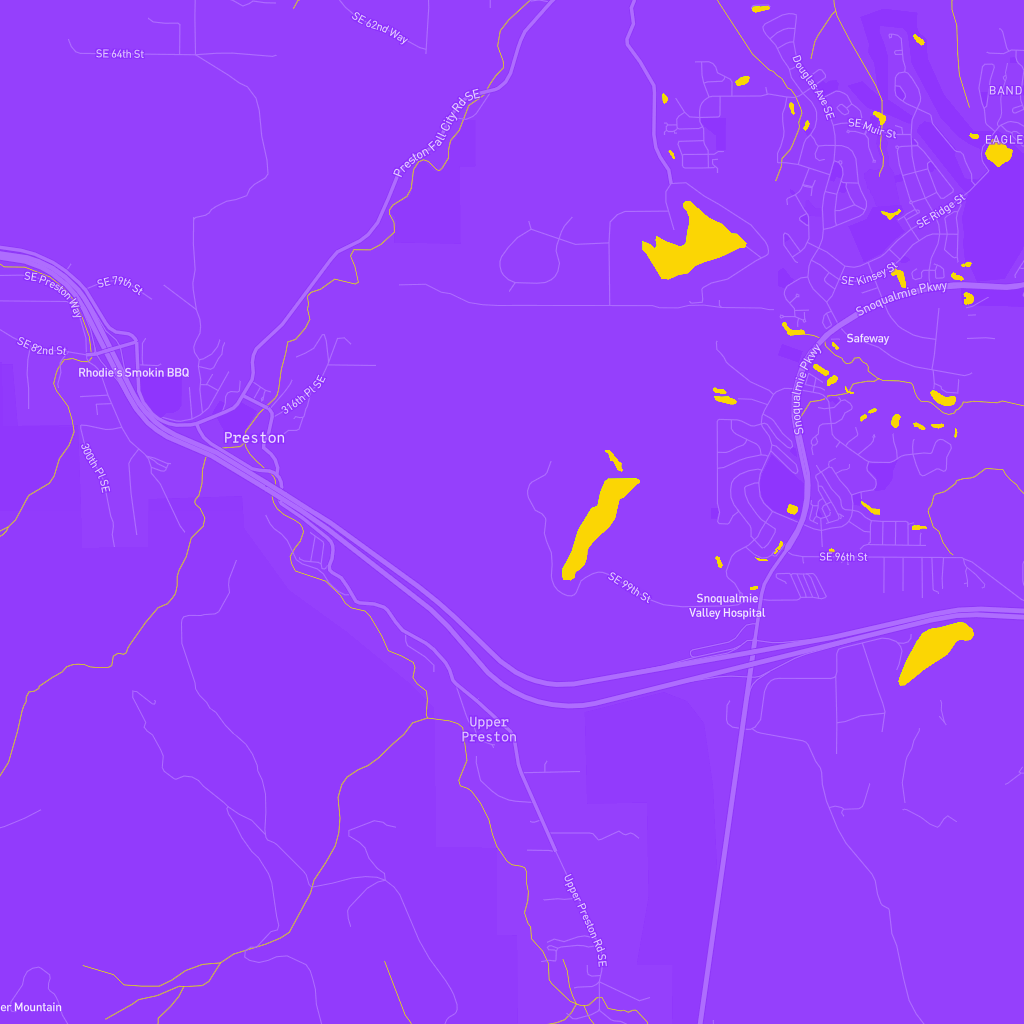 SE 62nd Way
SE 64th St
Douglas Ave SE
BAND
Preston Fall-City Rd SE
SE Muir St
EAGLE
SE Ridge St
SE Preston Way
SE 79th St
SE Kinsey St
Snoqualmie Pkwy
SE 82nd St
Safeway
Rhodie's Smokin BBQ
Snoqualmie Pkwy
316th Pl SE
Preston
300th Pl SE
SE 96th St
SE 99th St
Snoqualmie
Valley Hospital
Upper
Preston
Upper Preston Rd SE
er Mountain